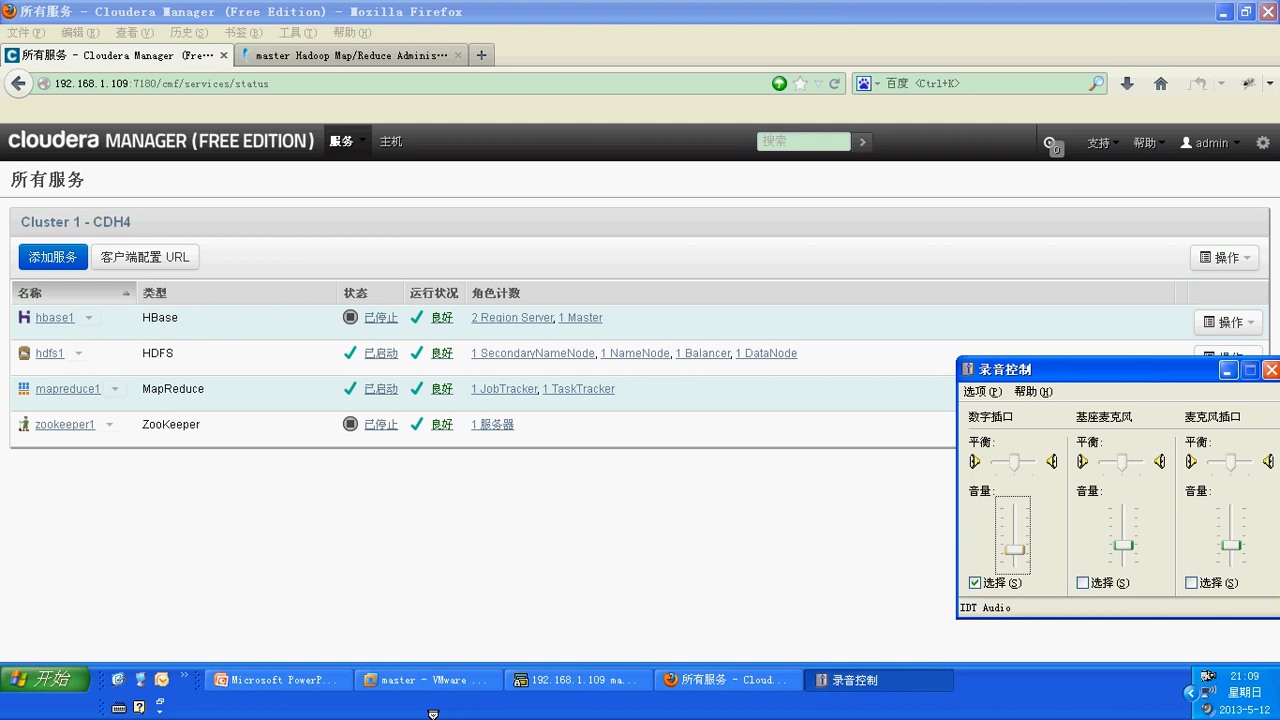 所有服务 - Cloudera Manager (Free Edition) - Mozilla Firefox
文件(F) 编辑(E) 查看(V) 历史(S) 书签(B) 工具(T) 帮助(H)
所有服务 - Cloudera Manager (Fre... × master Hadoop Map/Reduce Adminis... × +
192.168.1.109:7180/cmf/services/status 百度 <Ctrl+K>
cloudera MANAGER (FREE EDITION) 服务 主机 搜索 0 支持 帮助 admin
所有服务
Cluster 1 - CDH4
添加服务 客户端配置 URL 操作
名称 类型 状态 运行状况 角色计数
hbase1 HBase 已停止 良好 2 Region Server, 1 Master 操作
hdfs1 HDFS 已启动 良好 1 SecondaryNameNode, 1 NameNode, 1 Balancer, 1 DataNode
mapreduce1 MapReduce 已启动 良好 1 JobTracker, 1 TaskTracker
zookeeper1 ZooKeeper 已停止 良好 1 服务器
录音控制
选项(P) 帮助(H)
数字插口 基座麦克风 麦克风插口
平衡: 平衡: 平衡:
音量: 音量: 音量:
选择(S) 选择(S) 选择(S)
IDT Audio
开始 Microsoft PowerP... master - VMware ... 192.168.1.109 ma... 所有服务 - Cloud... 录音控制
21:09
星期日
2013-5-12